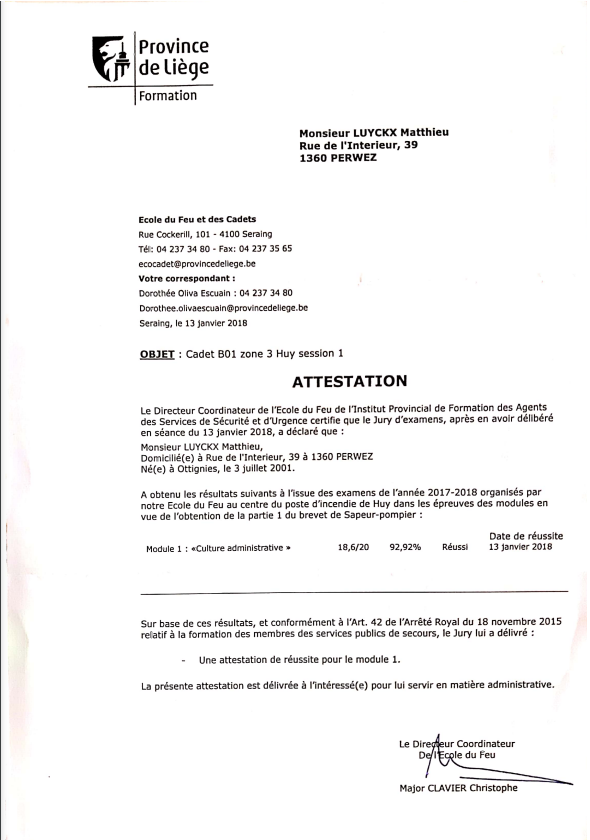 Province
de Liège
Formation
Monsieur LUYCKX Matthieu
Rue de l'Interieur, 39
1360 PERWEZ
Ecole du Feu et des Cadets
Rue Cockerill, 101 - 4100 Seraing
Tél: 04 237 34 80 - Fax: 04 237 35 65
ecocadet@provincedeliege.be
Votre correspondant :
Dorothée Oliva Escuain : 04 237 34 80
Dorothee.olivaescuain@provincedeliege.be
Seraing, le 13 janvier 2018
OBJET : Cadet B01 zone 3 Huy session 1
ATTESTATION
Le Directeur Coordinateur de l'Ecole du Feu de l'Institut Provincial de Formation des Agents
des Services de Sécurité et d'Urgence certifie que le Jury d'examens, après en avoir délibéré
en séance du 13 janvier 2018, a déclaré que :
Monsieur LUYCKX Matthieu,
Domicilié(e) à Rue de l'Interieur, 39 à 1360 PERWEZ
Né(e) à Ottignies, le 3 juillet 2001.
A obtenu les résultats suivants à l'issue des examens de l'année 2017-2018 organisés par
notre Ecole du Feu au centre du poste d'incendie de Huy dans les épreuves des modules en
vue de l'obtention de la partie 1 du brevet de Sapeur-pompier :
Date de réussite
Module 1 : «Culture administrative » 18,6/20 92,92% Réussi 13 janvier 2018
Sur base de ces résultats, et conformément à l'Art. 42 de l'Arrêté Royal du 18 novembre 2015
relatif à la formation des membres des services publics de secours, le Jury lui a délivré :
- Une attestation de réussite pour le module 1.
La présente attestation est délivrée à l'intéressé(e) pour lui servir en matière administrative.
Le Directeur Coordinateur
De l'Ecole du Feu
Major CLAVIER Christophe